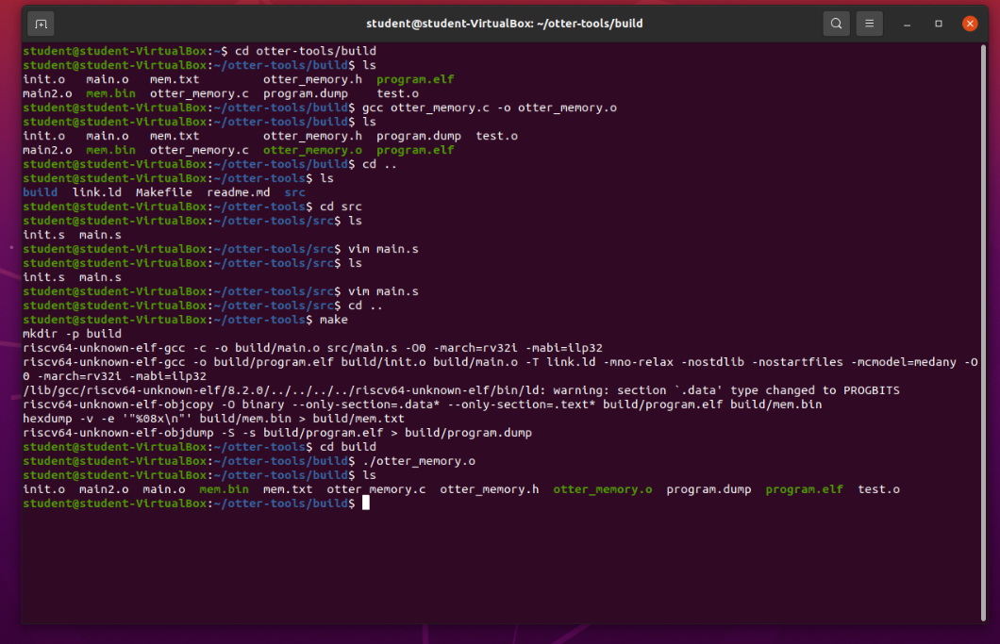 student@student-VirtualBox: ~/otter-tools/build
student@student-VirtualBox:~$ cd otter-tools/build
student@student-VirtualBox:~/otter-tools/build$ ls
init.o   main.o   mem.txt         otter_memory.h  program.elf
main2.o  mem.bin  otter_memory.c  program.dump    test.o
student@student-VirtualBox:~/otter-tools/build$ gcc otter_memory.c -o otter_memory.o
student@student-VirtualBox:~/otter-tools/build$ ls
init.o   main.o   mem.txt         otter_memory.h  program.dump  test.o
main2.o  mem.bin  otter_memory.c  otter_memory.o  program.elf
student@student-VirtualBox:~/otter-tools/build$ cd ..
student@student-VirtualBox:~/otter-tools$ ls
build  link.ld  Makefile  readme.md  src
student@student-VirtualBox:~/otter-tools$ cd src
student@student-VirtualBox:~/otter-tools/src$ ls
init.s  main.s
student@student-VirtualBox:~/otter-tools/src$ vim main.s
student@student-VirtualBox:~/otter-tools/src$ ls
init.s  main.s
student@student-VirtualBox:~/otter-tools/src$ vim main.s
student@student-VirtualBox:~/otter-tools/src$ cd ..
student@student-VirtualBox:~/otter-tools$ make
mkdir -p build
riscv64-unknown-elf-gcc -c -o build/main.o src/main.s -O0 -march=rv32i -mabi=ilp32
riscv64-unknown-elf-gcc -o build/program.elf build/init.o build/main.o -T link.ld -mno-relax -nostdlib -nostartfiles -mcmodel=medany -O
0 -march=rv32i -mabi=ilp32
/lib/gcc/riscv64-unknown-elf/8.2.0/../../../../riscv64-unknown-elf/bin/ld: warning: section `.data' type changed to PROGBITS
riscv64-unknown-elf-objcopy -O binary --only-section=.data* --only-section=.text* build/program.elf build/mem.bin
hexdump -v -e '"%08x\n"' build/mem.bin > build/mem.txt
riscv64-unknown-elf-objdump -S -s build/program.elf > build/program.dump
student@student-VirtualBox:~/otter-tools$ cd build
student@student-VirtualBox:~/otter-tools/build$ ./otter_memory.o
student@student-VirtualBox:~/otter-tools/build$ ls
init.o  main2.o  main.o  mem.bin  mem.txt  otter_memory.c  otter_memory.h  otter_memory.o  program.dump  program.elf  test.o
student@student-VirtualBox:~/otter-tools/build$